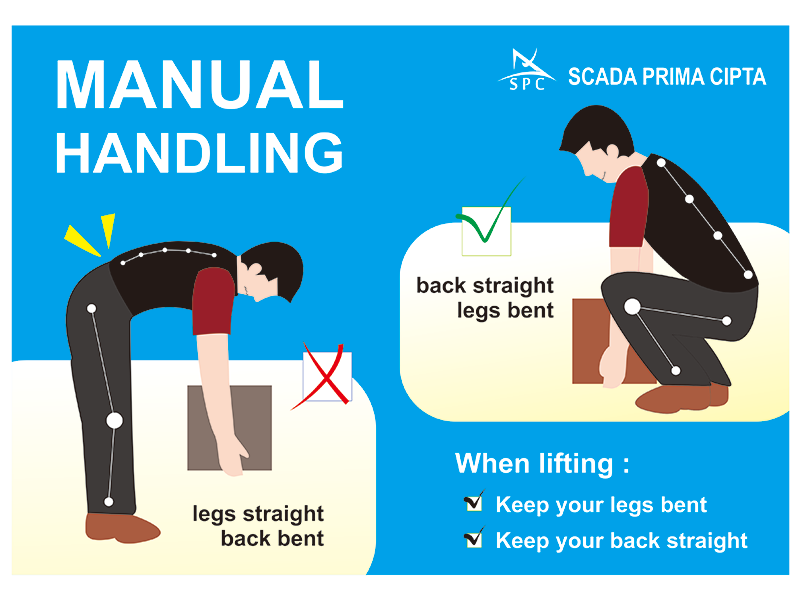 MANUAL
HANDLING
SPC
SCADA PRIMA CIPTA
back straight
legs bent
legs straight
back bent
When lifting :
Keep your legs bent
Keep your back straight